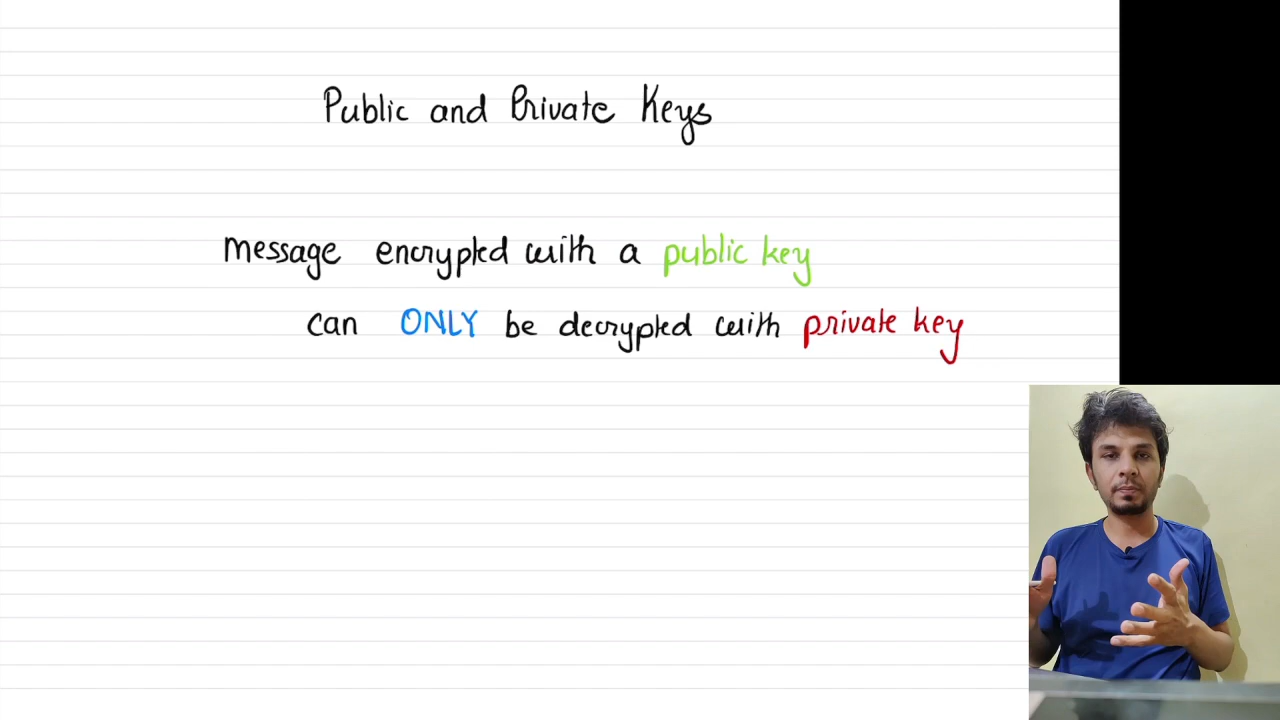 Public and Private Keys
message encrypted with a public key
can ONLY be decrypted with private key